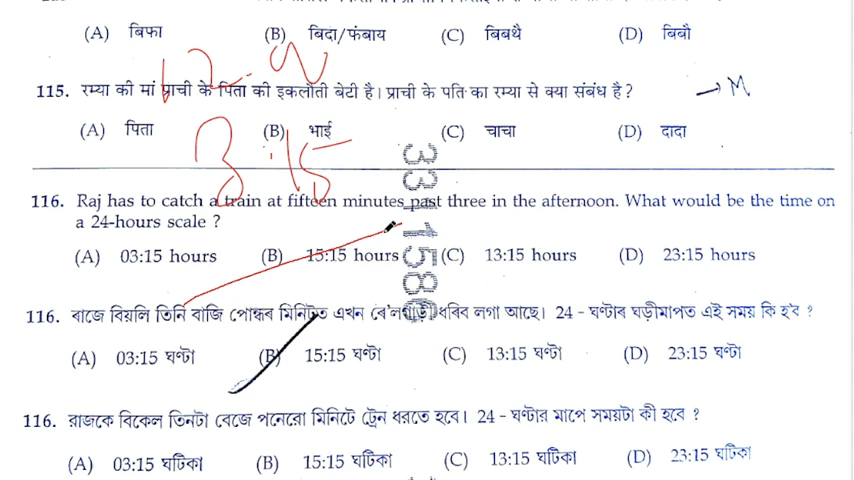 (A) बिफा (B) बिदा/फंबाय (C) बिबथै (D) बिबौ
115. रम्या की मां प्राची के पिता की इकलौती बेटी है। प्राची के पति का रम्या से क्या संबंध है? → M
(A) पिता (B) भाई (C) चाचा (D) दादा
3:15
116. Raj has to catch a train at fifteen minutes past three in the afternoon. What would be the time on
a 24-hours scale ?
(A) 03:15 hours (B) 15:15 hours (C) 13:15 hours (D) 23:15 hours
116. ৰাজে বিয়লি তিনি বাজি পোন্ধৰ মিনিটত এখন ৰে'লগাড়ী ধৰিব লগা আছে। 24 - ঘণ্টাৰ ঘড়ীমাপত এই সময় কি হ'ব ?
(A) 03:15 ঘণ্টা (B) 15:15 ঘণ্টা (C) 13:15 ঘণ্টা (D) 23:15 ঘণ্টা
116. রাজকে বিকেল তিনটা বেজে পনেরো মিনিটে ট্রেন ধরতে হবে। 24 - ঘণ্টার মাপে সময়টা কী হবে ?
(A) 03:15 ঘটিকা (B) 15:15 ঘটিকা (C) 13:15 ঘটিকা (D) 23:15 ঘটিকা